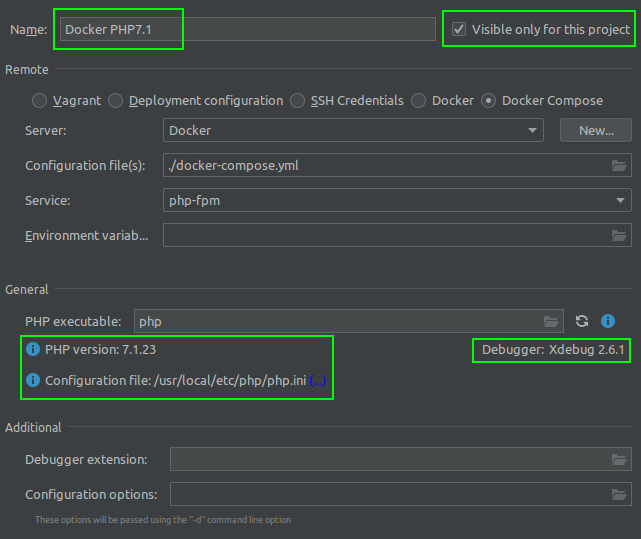 Name: Docker PHP7.1 Visible only for this project
Remote
Vagrant Deployment configuration SSH Credentials Docker Docker Compose
Server: Docker New...
Configuration file(s): ./docker-compose.yml
Service: php-fpm
Environment variab...
General
PHP executable: php
PHP version: 7.1.23 Debugger: Xdebug 2.6.1
Configuration file: /usr/local/etc/php/php.ini (...)
Additional
Debugger extension:
Configuration options:
These options will be passed using the "-d" command line option